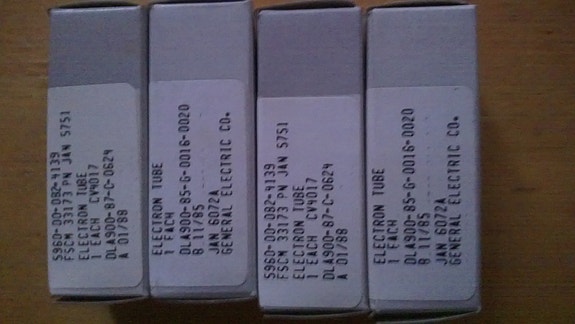 5960-00-082-4139
FSCM 33173 PN JAN 5751
ELECTRON TUBE
1 EACH CV4017
DLA900-87-C-0624
A 01/88
ELECTRON TUBE
1 EACH
DLA900-85-G-0016-0020
B 11/85
JAN 6072A
GENERAL ELECTRIC CO.
5960-00-082-4139
FSCM 33173 PN JAN 5751
ELECTRON TUBE
1 EACH CV4017
DLA900-87-C-0624
A 01/88
ELECTRON TUBE
1 EACH
DLA900-85-G-0016-0020
B 11/85
JAN 6072A
GENERAL ELECTRIC CO.